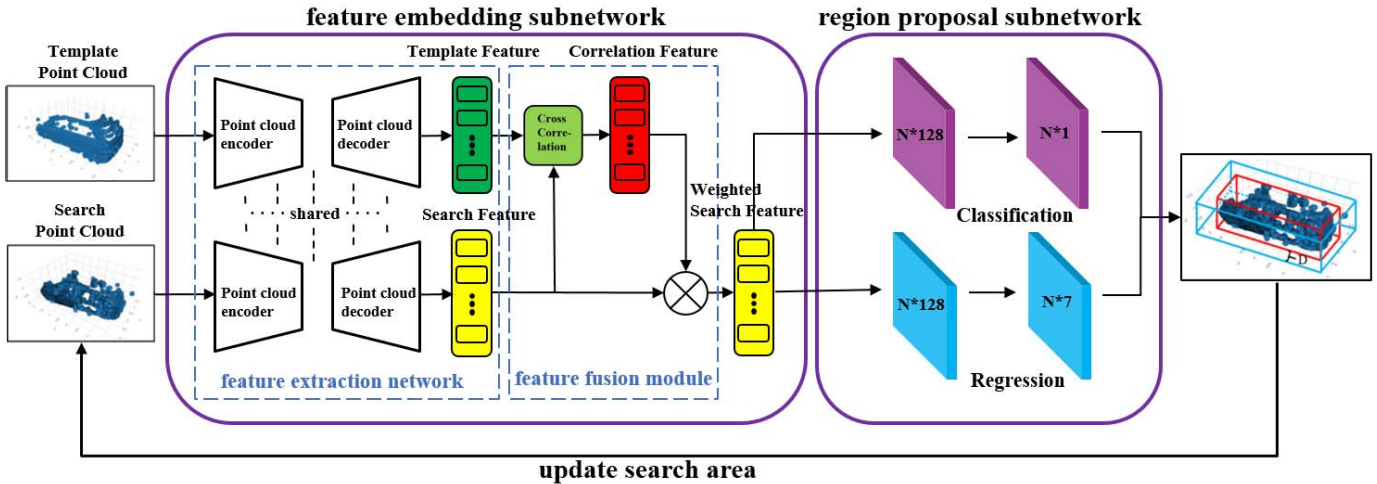 feature embedding subnetwork
region proposal subnetwork
Template
Point Cloud
Template Feature
Correlation Feature
Point cloud
encoder
Point cloud
decoder
Cross
Corre-
lation
N*128
N*1
shared
Search
Point Cloud
Search Feature
Weighted
Search Feature
Classification
Point cloud
encoder
Point cloud
decoder
N*128
N*7
D
feature extraction network
feature fusion module
Regression
update search area